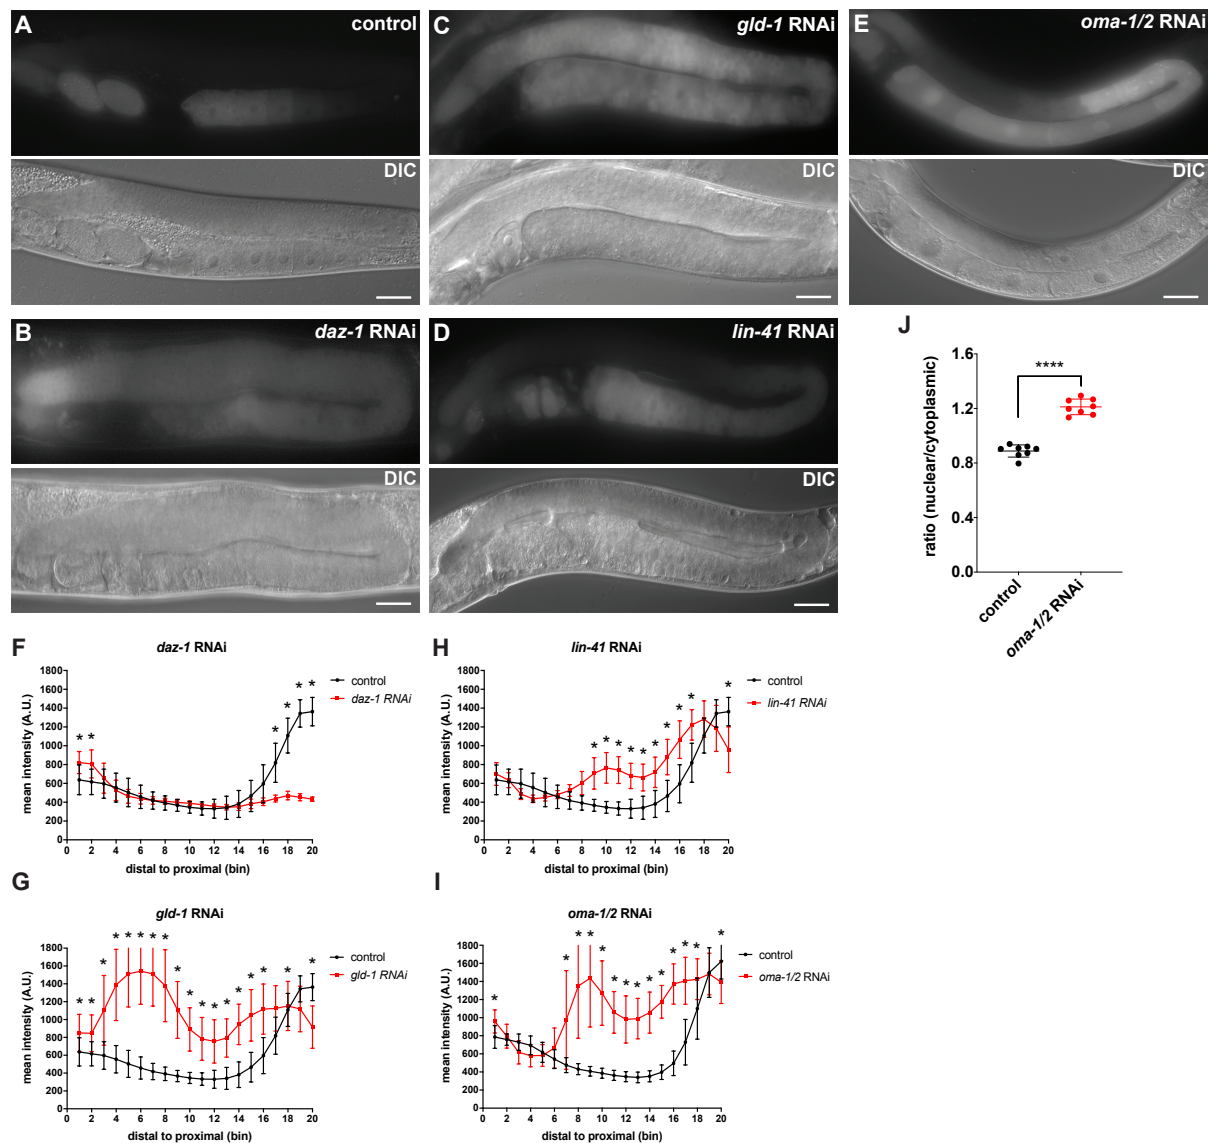 A control
DIC
B daz-1 RNAi
DIC
C gld-1 RNAi
DIC
D lin-41 RNAi
DIC
E oma-1/2 RNAi
DIC
J
1.6
1.2
0.8
0.4
0.0
ratio (nuclear/cytoplasmic)
****
control
oma-1/2 RNAi
F
daz-1 RNAi
1800
1600
1400
1200
1000
800
600
400
200
0
mean intensity (A.U.)
control
daz-1 RNAi
* * * * * *
0 2 4 6 8 10 12 14 16 18 20
distal to proximal (bin)
G
gld-1 RNAi
1800
1600
1400
1200
1000
800
600
400
200
0
mean intensity (A.U.)
control
gld-1 RNAi
* * * * * * * * * * * * * * * * * *
0 2 4 6 8 10 12 14 16 18 20
distal to proximal (bin)
H
lin-41 RNAi
1800
1600
1400
1200
1000
800
600
400
200
0
mean intensity (A.U.)
control
lin-41 RNAi
* * * * * * * * * *
0 2 4 6 8 10 12 14 16 18 20
distal to proximal (bin)
I
oma-1/2 RNAi
1800
1600
1400
1200
1000
800
600
400
200
0
mean intensity (A.U.)
control
oma-1/2 RNAi
* * * * * * * * * * * * * *
0 2 4 6 8 10 12 14 16 18 20
distal to proximal (bin)